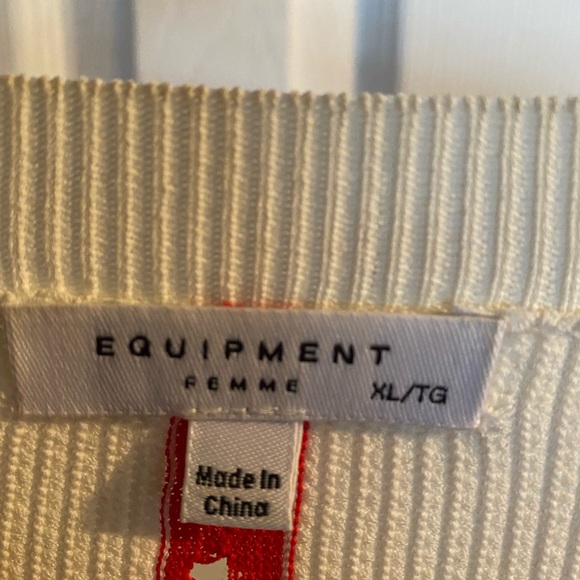 EQUIPMENT
FEMME XL/TG
Made In
China